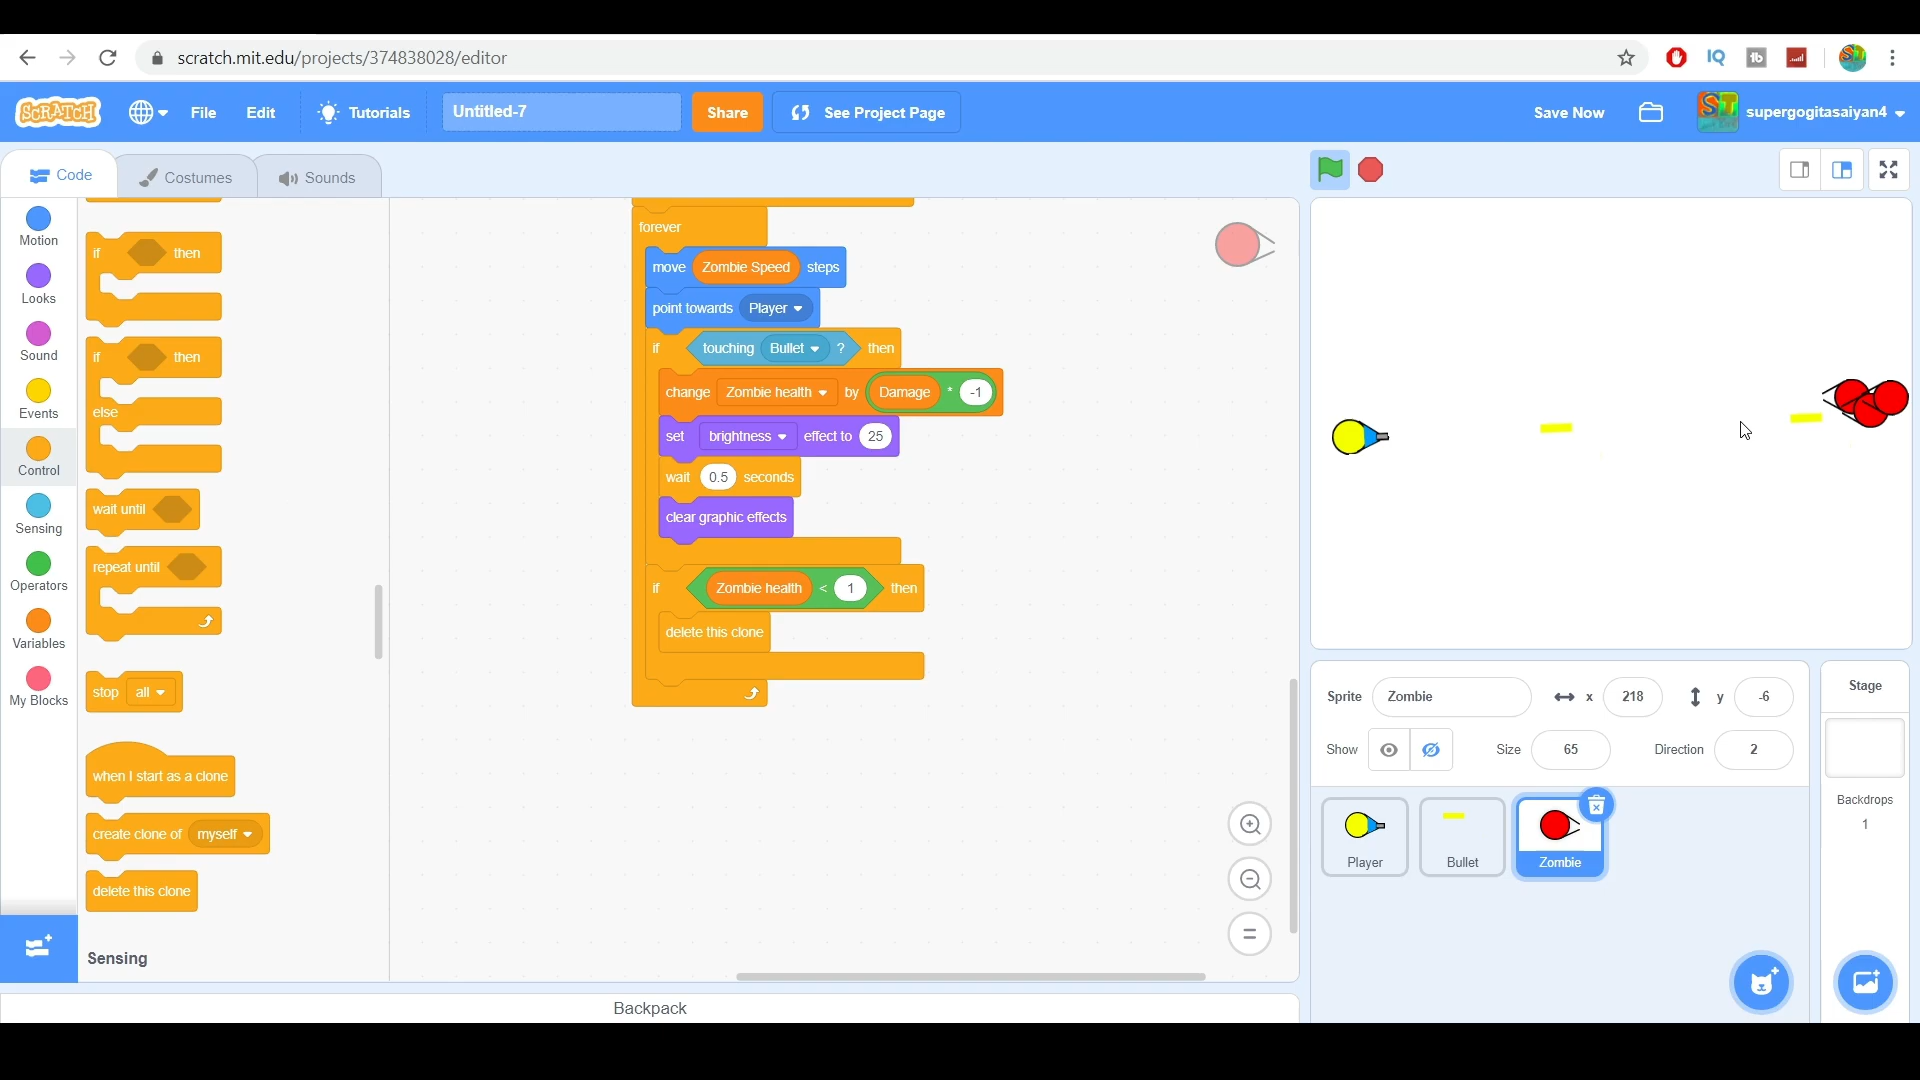 scratch.mit.edu/projects/374838028/editor
IQ
tb
SCRATCH
File
Edit
Tutorials
Untitled-7
Share
See Project Page
Save Now
ST
supergogitasaiyan4
Code
Costumes
Sounds
Motion
Looks
Sound
Events
Control
Sensing
Operators
Variables
My Blocks
if then
if then
else
wait until
repeat until
stop all
when I start as a clone
create clone of myself
delete this clone
Sensing
forever
move Zombie Speed steps
point towards Player
if touching Bullet ? then
change Zombie health by Damage * -1
set brightness effect to 25
wait 0.5 seconds
clear graphic effects
if Zombie health < 1 then
delete this clone
Backpack
Sprite Zombie x 218 y -6
Show Size 65 Direction 2
Player
Bullet
Zombie
Stage
Backdrops
1